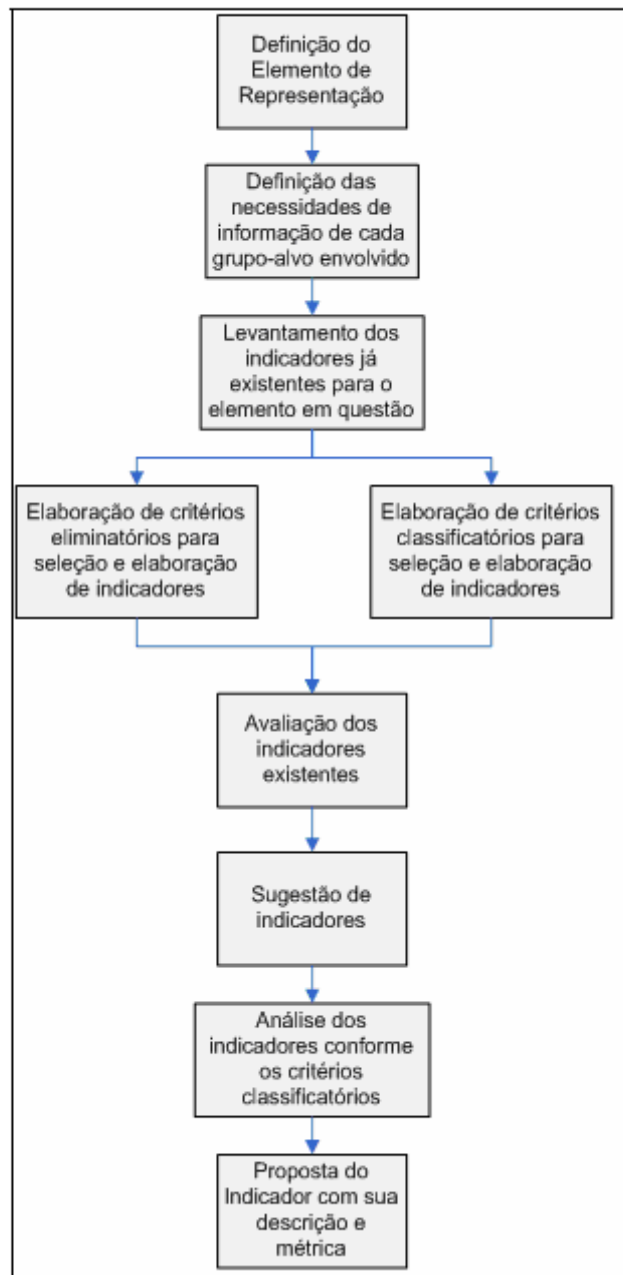 Definição do
Elemento de
Representação
Definição das
necessidades de
informação de cada
grupo-alvo envolvido
Levantamento dos
indicadores já
existentes para o
elemento em questão
Elaboração de critérios
eliminatórios para
seleção e elaboração
de indicadores
Elaboração de critérios
classificatórios para
seleção e elaboração
de indicadores
Avaliação dos
indicadores
existentes
Sugestão de
indicadores
Análise dos
indicadores conforme
os critérios
classificatórios
Proposta do
Indicador com sua
descrição e
métrica